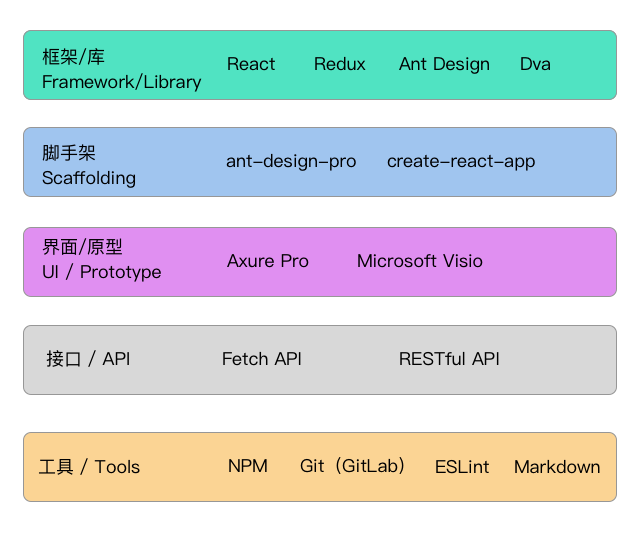 框架/库
Framework/Library
React Redux Ant Design Dva
脚手架
Scaffolding
ant-design-pro create-react-app
界面/原型
UI / Prototype
Axure Pro Microsoft Visio
接口 / API Fetch API RESTful API
工具 / Tools NPM Git（GitLab） ESLint Markdown